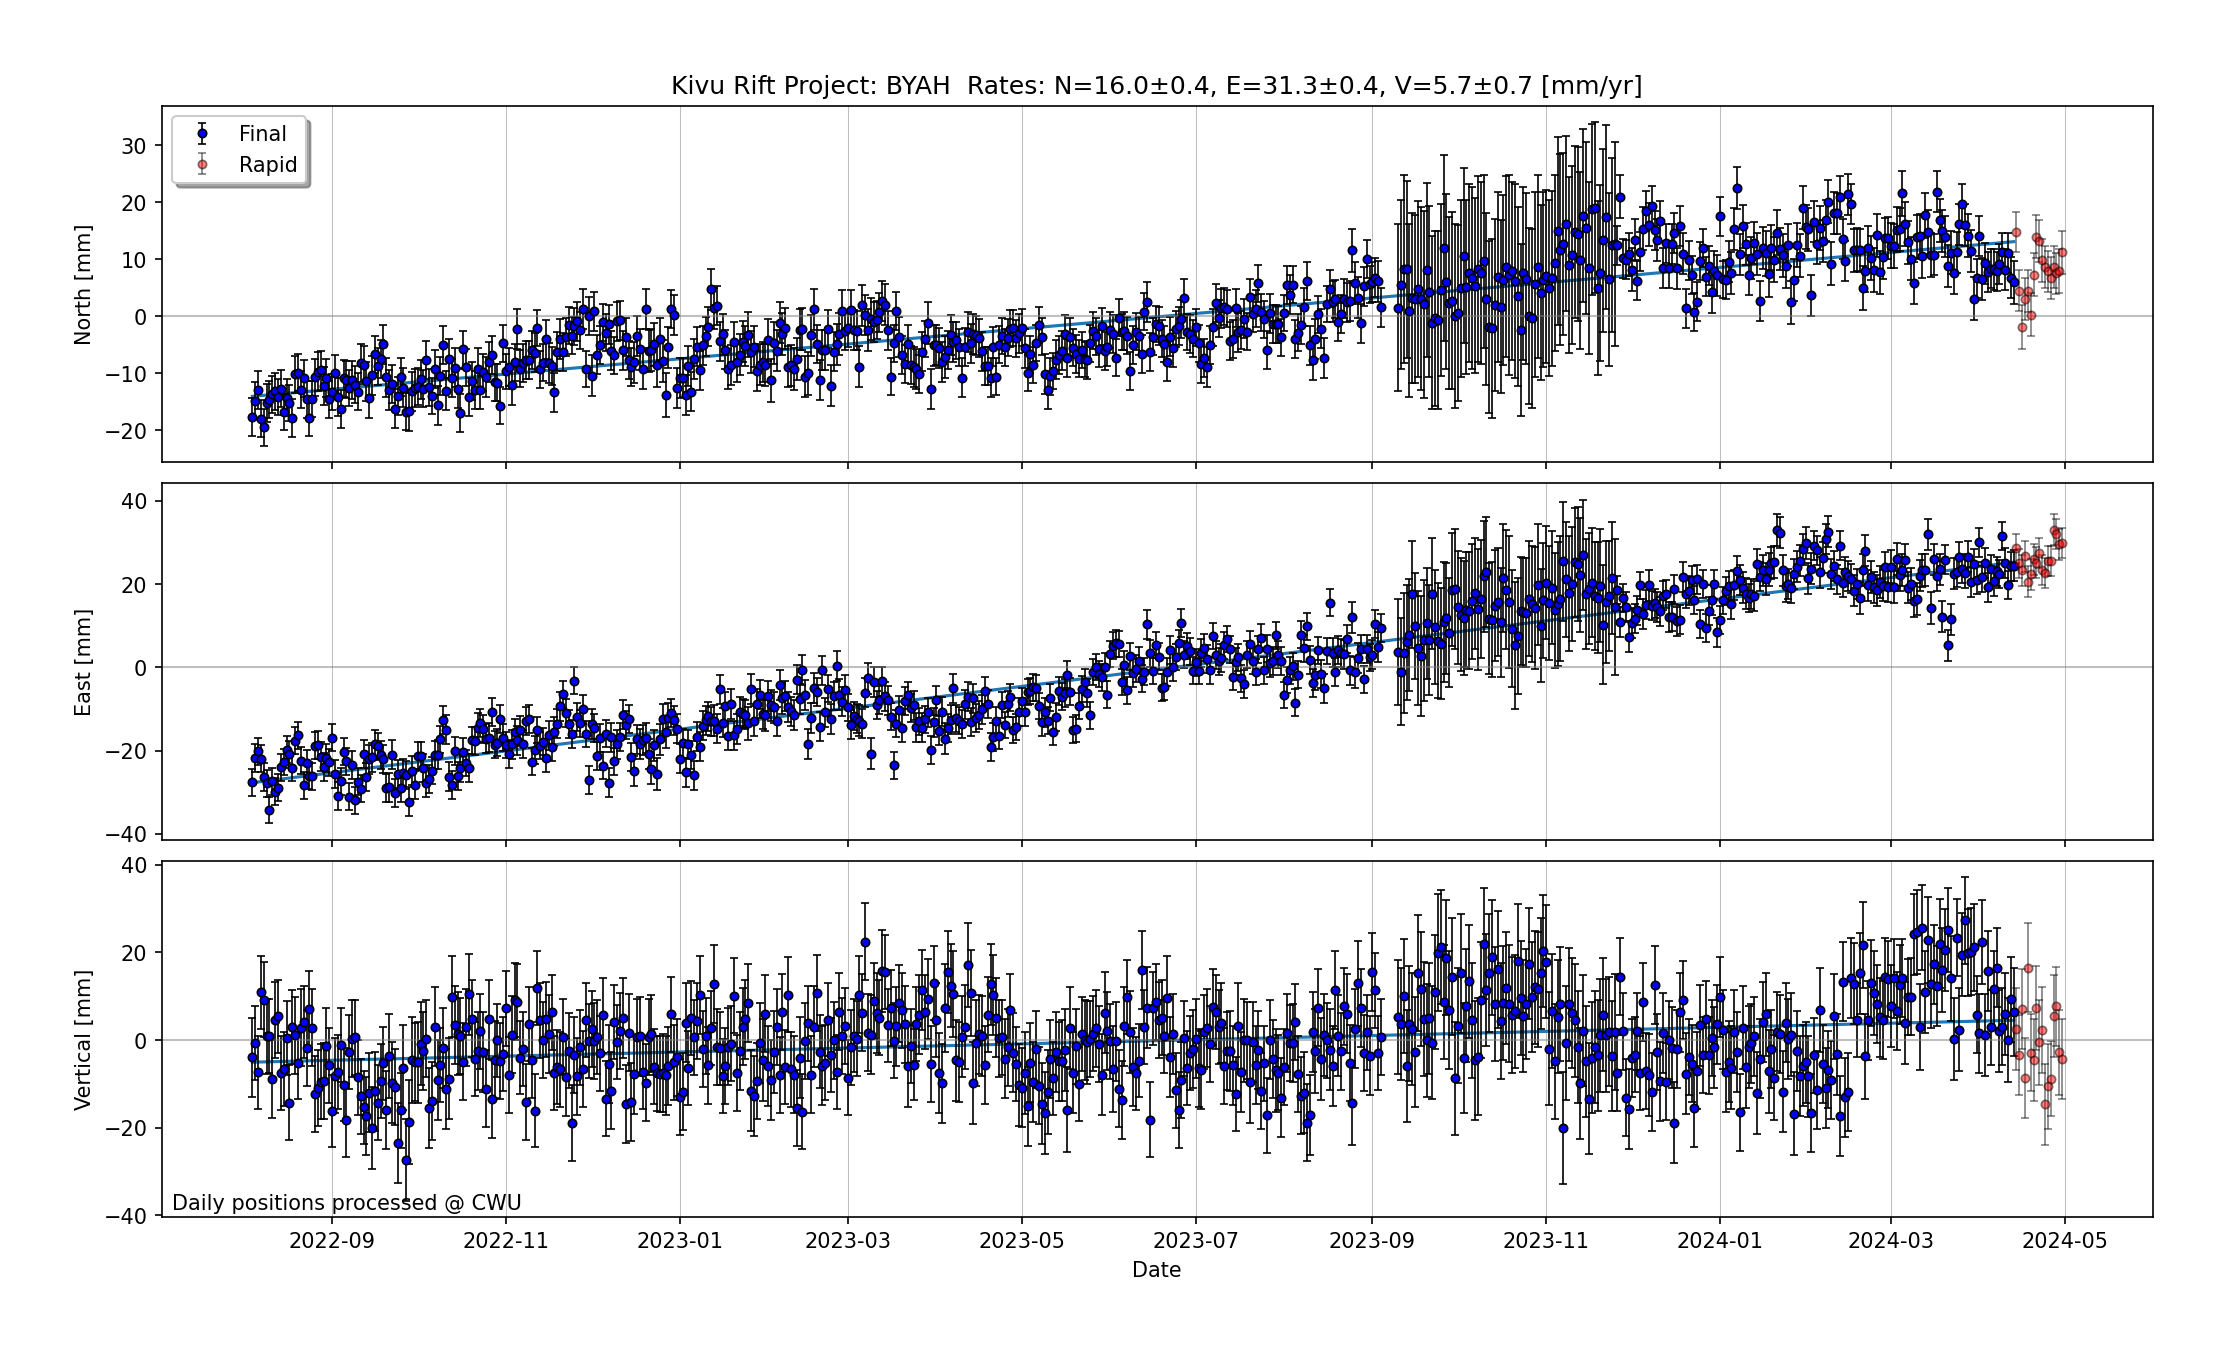 Kivu Rift Project: BYAH  Rates: N=16.0±0.4, E=31.3±0.4, V=5.7±0.7 [mm/yr]
Final
Rapid
North [mm]
30
20
10
0
−10
−20
East [mm]
40
20
0
−20
−40
Vertical [mm]
40
20
0
−20
−40
Daily positions processed @ CWU
2022-09 2022-11 2023-01 2023-03 2023-05 2023-07 2023-09 2023-11 2024-01 2024-03 2024-05
Date